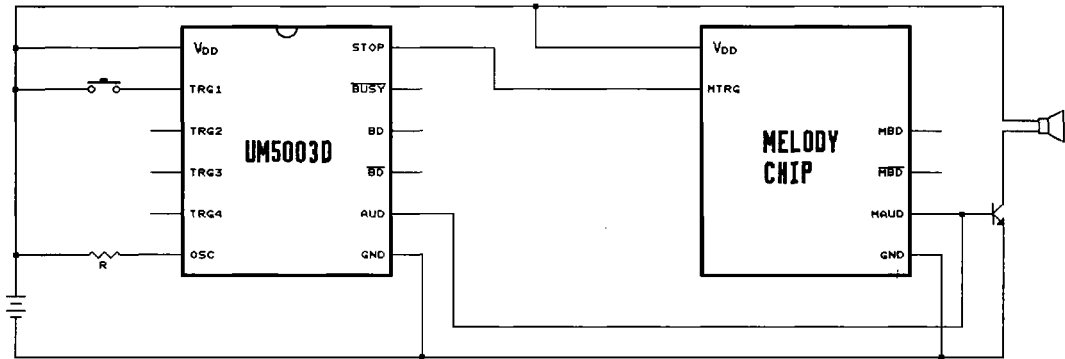 VDD
TRG1
TRG2
TRG3
TRG4
OSC
R
UM5003D
STOP
BUSY
BD
BD
AUD
GND
VDD
MTRG
MELODY
CHIP
MBD
MBD
MAUD
GND